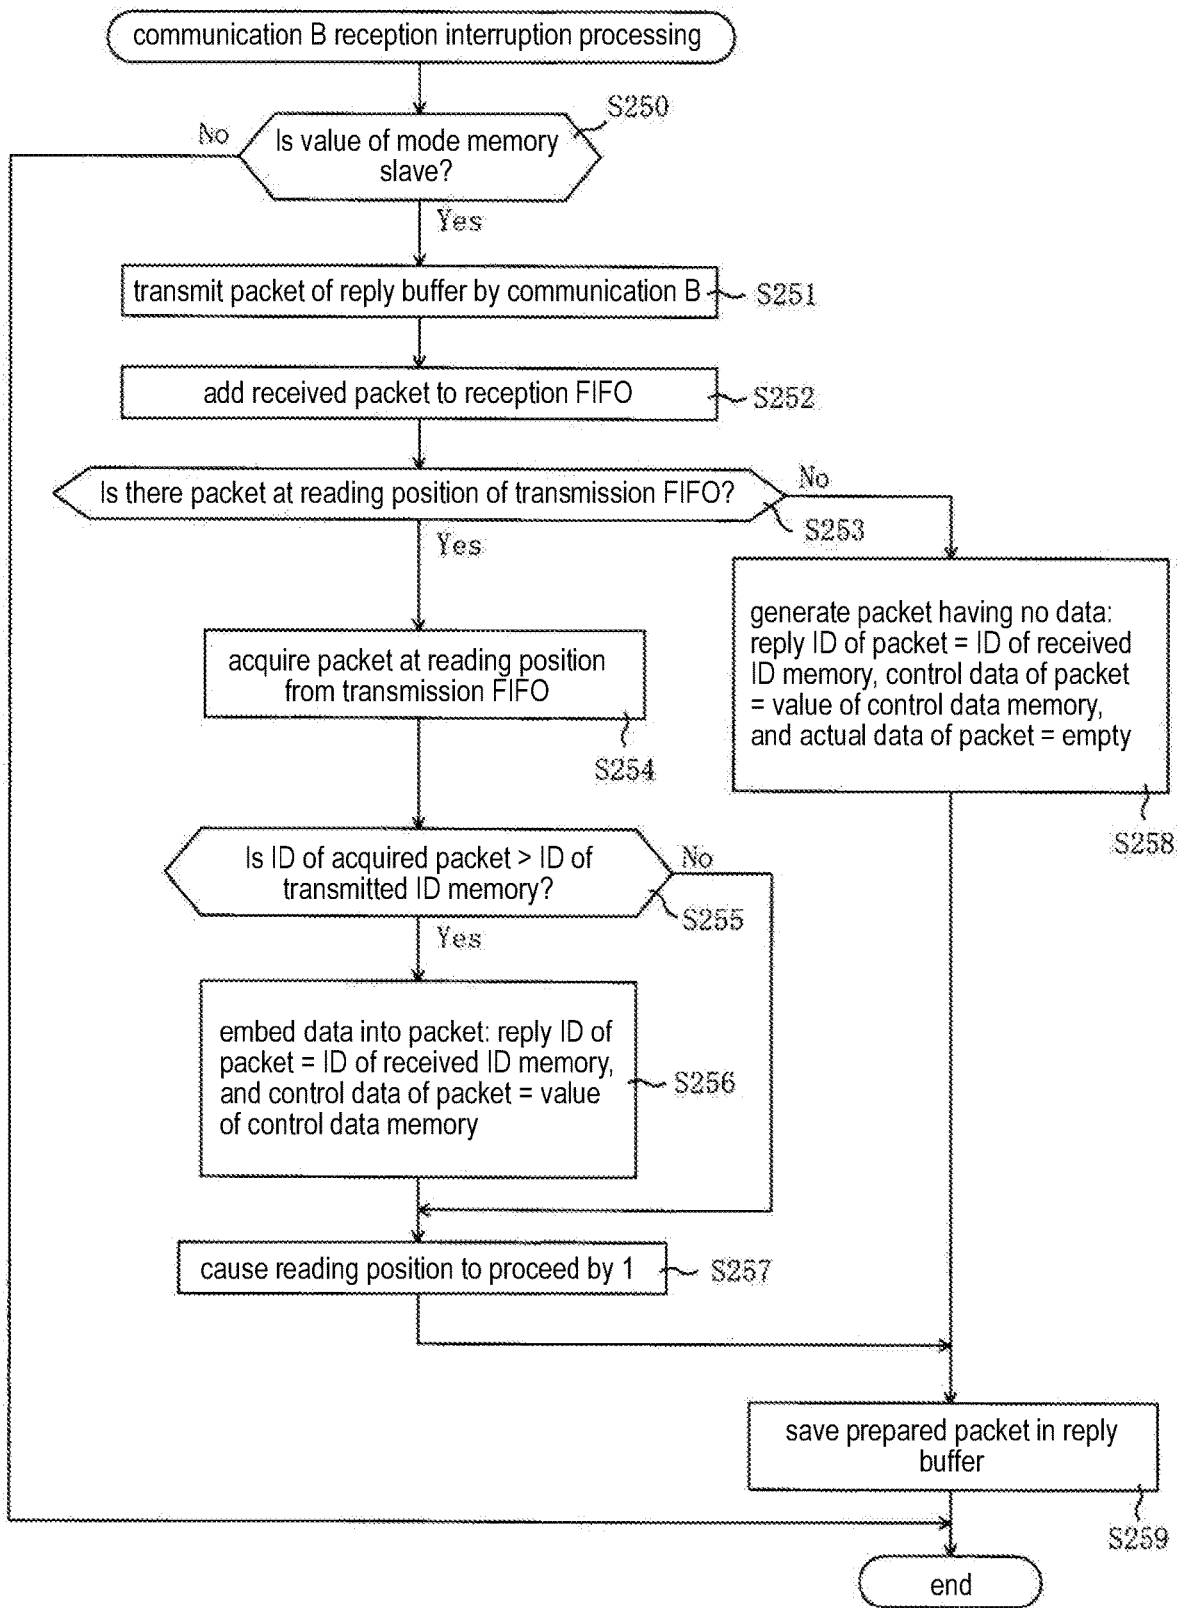 communication B reception interruption processing
S250
No
Is value of mode memory
slave?
Yes
transmit packet of reply buffer by communication B
S251
add received packet to reception FIFO
S252
Is there packet at reading position of transmission FIFO?
No
S253
Yes
generate packet having no data:
reply ID of packet = ID of received
ID memory, control data of packet
= value of control data memory,
and actual data of packet = empty
S258
acquire packet at reading position
from transmission FIFO
S254
Is ID of acquired packet > ID of
transmitted ID memory?
No
S255
Yes
embed data into packet: reply ID of
packet = ID of received ID memory,
and control data of packet = value
of control data memory
S256
cause reading position to proceed by 1
S257
save prepared packet in reply
buffer
S259
end